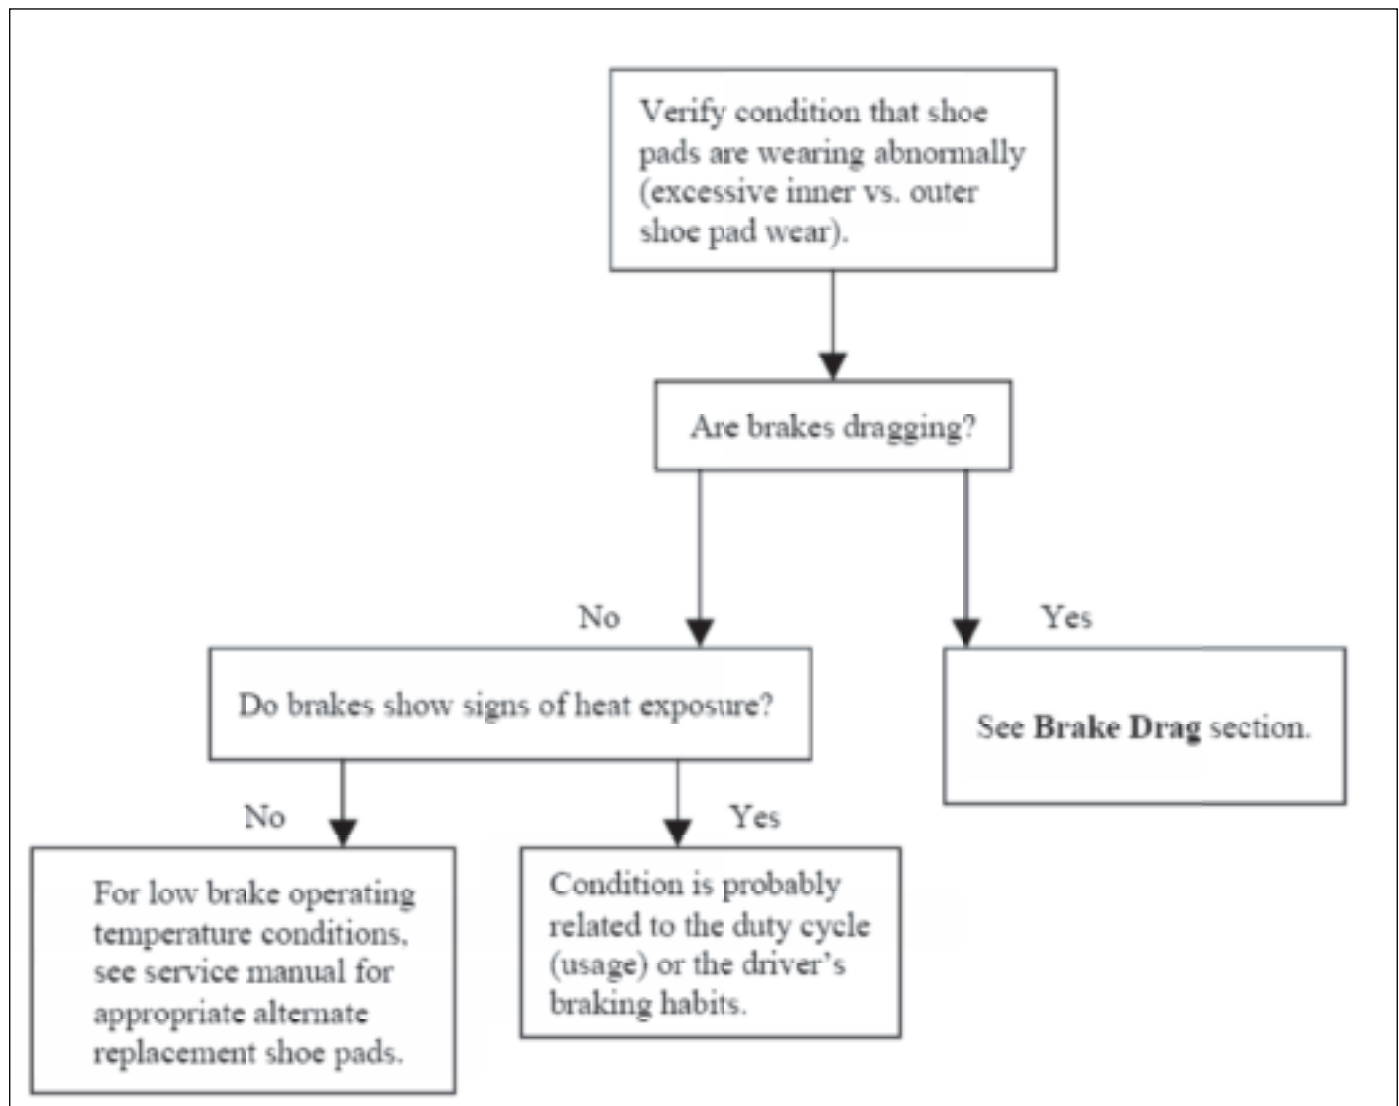 Verify condition that shoe
pads are wearing abnormally
(excessive inner vs. outer
shoe pad wear).
Are brakes dragging?
No
Yes
Do brakes show signs of heat exposure?
See Brake Drag section.
No
Yes
For low brake operating
temperature conditions,
see service manual for
appropriate alternate
replacement shoe pads.
Condition is probably
related to the duty cycle
(usage) or the driver's
braking habits.